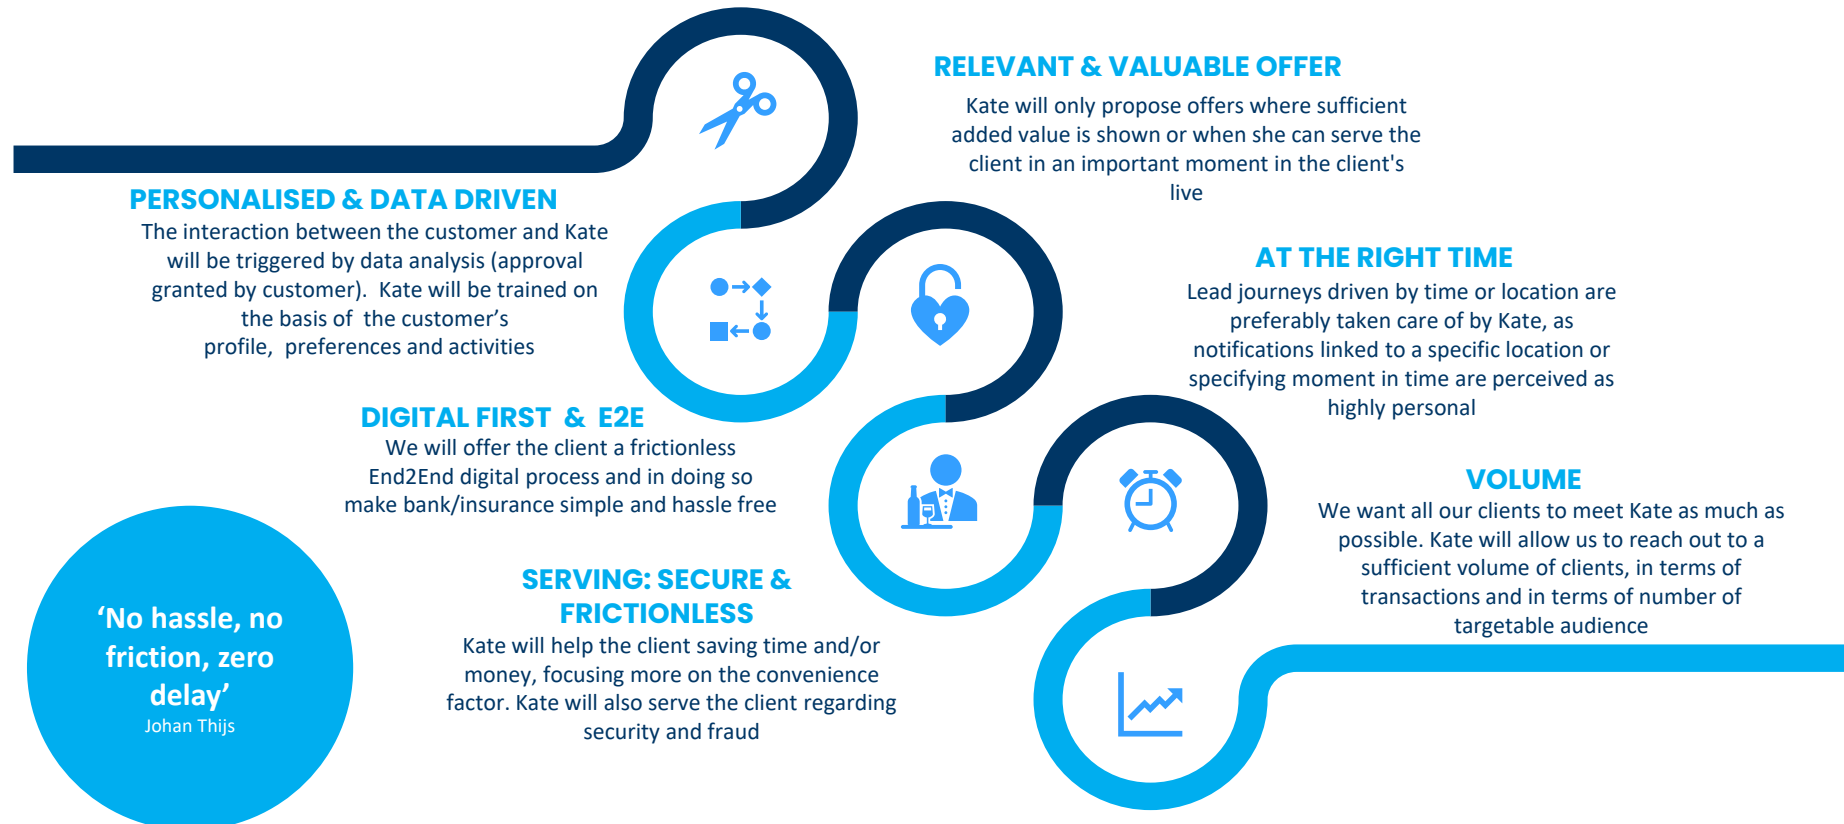 PERSONALISED & DATA DRIVEN
The interaction between the customer and Kate
will be triggered by data analysis (approval
granted by customer).  Kate will be trained on
the basis of  the customer’s
profile,  preferences and activities
DIGITAL FIRST  &  E2E
We will offer the client a frictionless
End2End digital process and in doing so
make bank/insurance simple and hassle free
SERVING: SECURE &
FRICTIONLESS
Kate will help the client saving time and/or
money, focusing more on the convenience
factor. Kate will also serve the client regarding
security and fraud
‘No hassle, no
friction, zero
delay’
Johan Thijs
RELEVANT & VALUABLE OFFER
Kate will only propose offers where sufficient
added value is shown or when she can serve the
client in an important moment in the client's
live
AT THE RIGHT TIME
Lead journeys driven by time or location are
preferably taken care of by Kate, as
notifications linked to a specific location or
specifying moment in time are perceived as
highly personal
VOLUME
We want all our clients to meet Kate as much as
possible. Kate will allow us to reach out to a
sufficient volume of clients, in terms of
transactions and in terms of number of
targetable audience